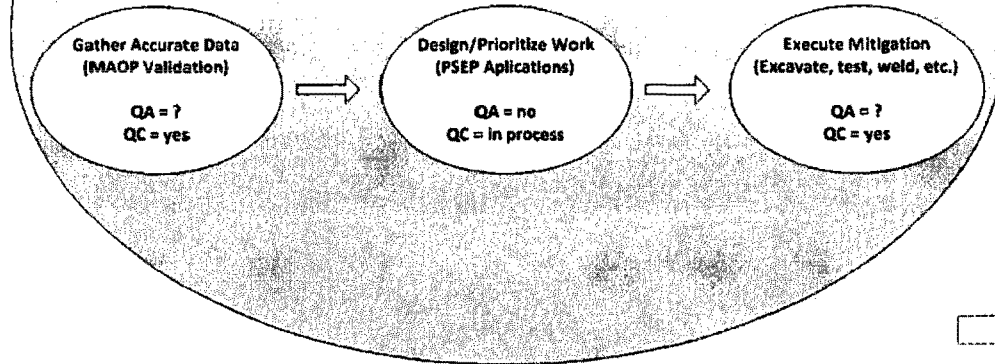 Gather Accurate Data
(MAOP Validation)
QA = ?
QC = yes
Design/Prioritize Work
(PSEP Aplications)
QA = no
QC = in process
Execute Mitigation
(Excavate, test, weld, etc.)
QA = ?
QC = yes